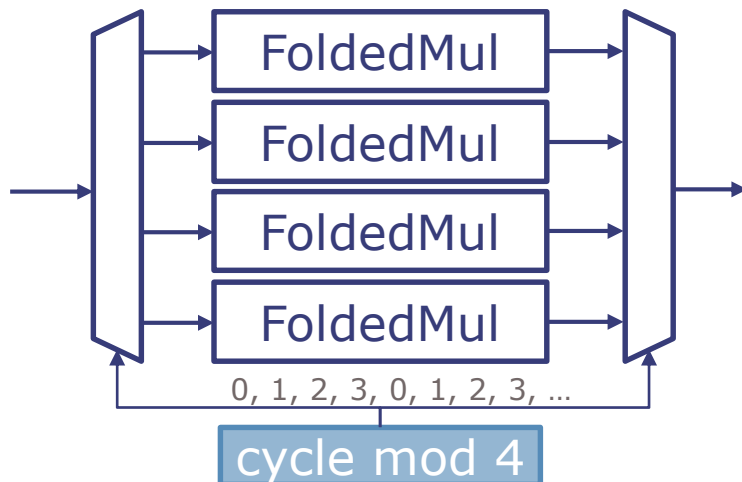 FoldedMul
FoldedMul
FoldedMul
FoldedMul
0, 1, 2, 3, 0, 1, 2, 3, …
cycle mod 4